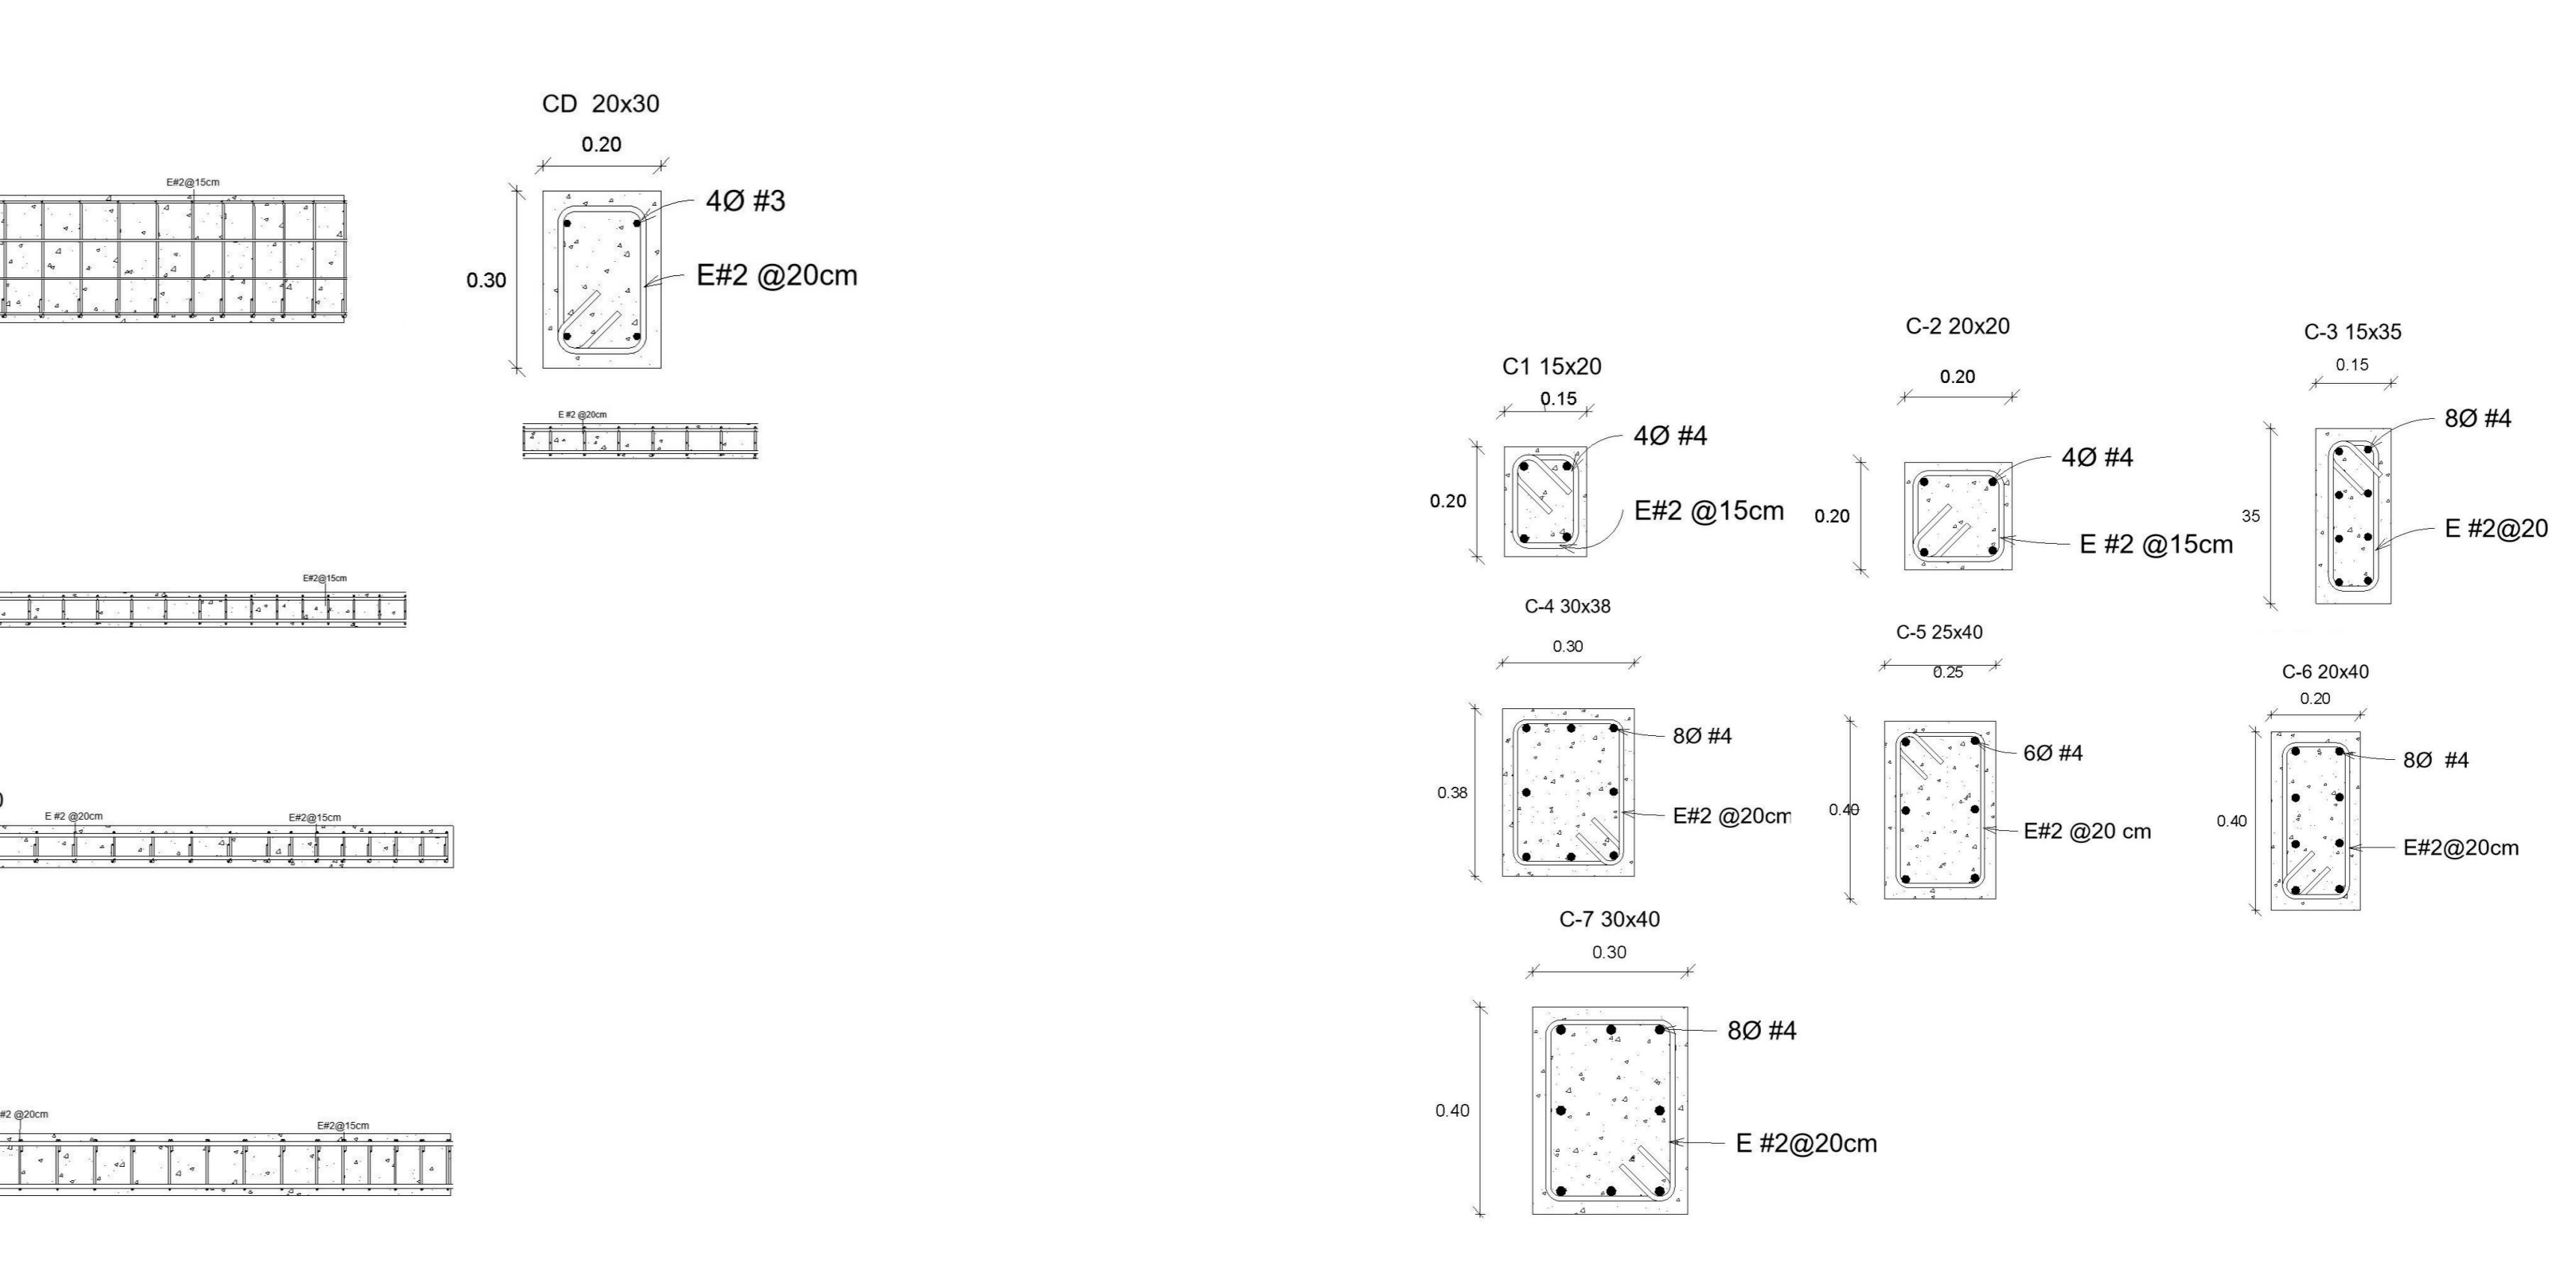 CD 20x30
0.20
E#2@15cm
4Ø #3
0.30
E#2 @20cm
E #2 @20cm
E#2@15cm
E #2 @20cm
E#2@15cm
#2 @20cm
E#2@15cm
C1 15x20
0.15
4Ø #4
0.20
E#2 @15cm
C-2 20x20
0.20
4Ø #4
0.20
E #2 @15cm
C-3 15x35
0.15
8Ø #4
35
E #2@20
C-4 30x38
0.30
8Ø #4
0.38
E#2 @20cm
C-5 25x40
0.25
6Ø #4
0.40
E#2 @20 cm
C-6 20x40
0.20
8Ø #4
0.40
E#2@20cm
C-7 30x40
0.30
8Ø #4
0.40
E #2@20cm